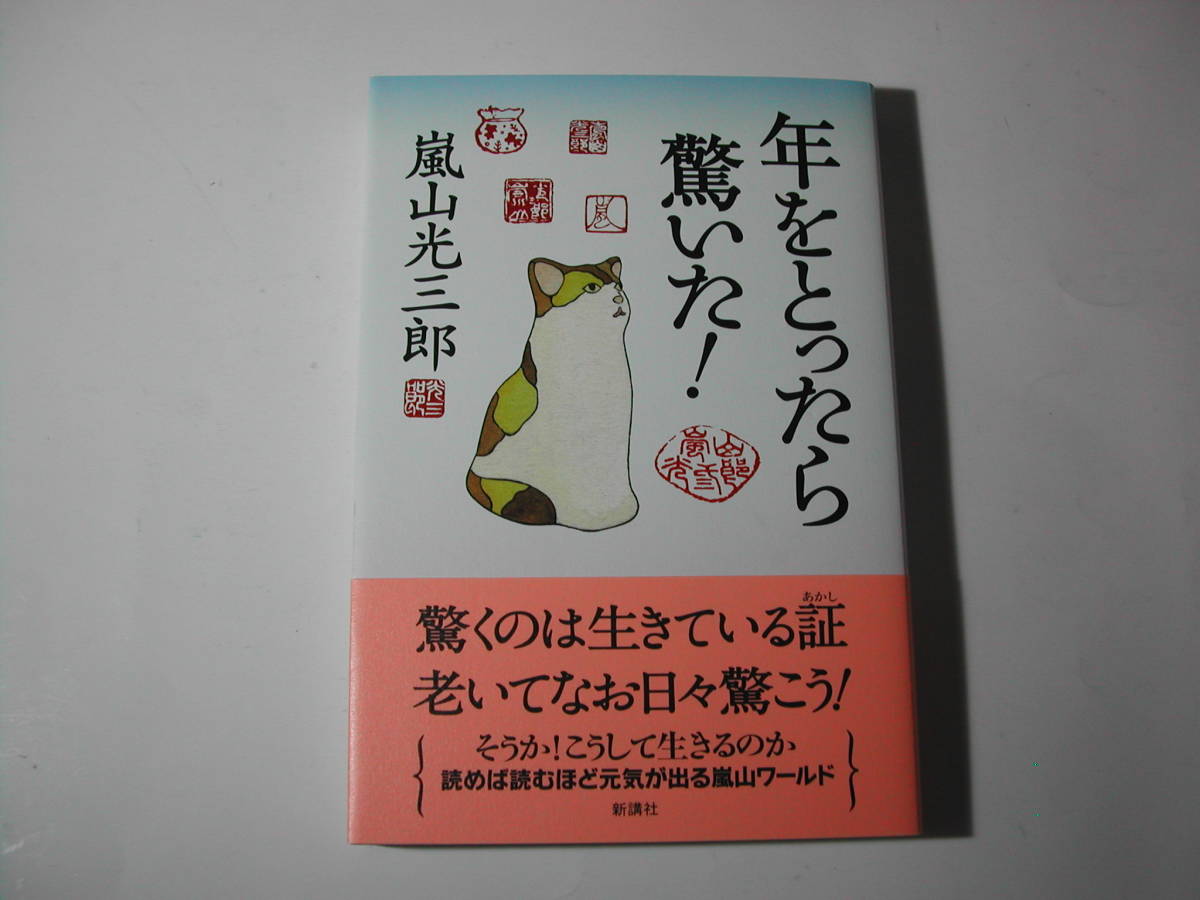 年をとったら
驚いた!
嵐山光三郎
驚くのは生きている証
あかし
老いてなお日々驚こう!
そうか!こうして生きるのか
読めば読むほど元気が出る嵐山ワールド
新講社